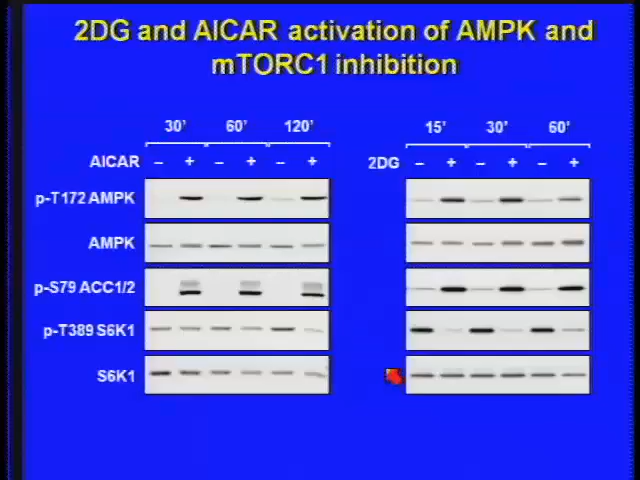 2DG and AICAR activation of AMPK and
mTORC1 inhibition
30' 60' 120'
AICAR – + – + – +
15' 30' 60'
2DG – + – + – +
p-T172 AMPK
AMPK
p-S79 ACC1/2
p-T389 S6K1
S6K1